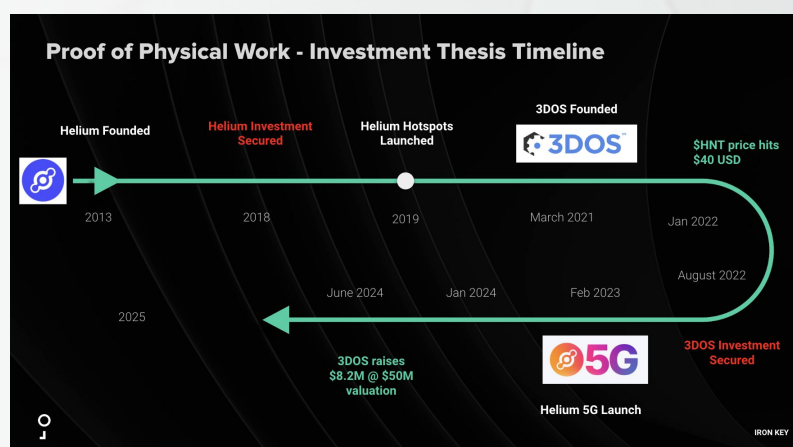 Proof of Physical Work - Investment Thesis Timeline
Helium Founded
Helium Investment
Secured
Helium Hotspots
Launched
3DOS Founded
3DOS™
$HNT price hits
$40 USD
2013
2018
2019
March 2021
Jan 2022
August 2022
Feb 2023
Jan 2024
June 2024
2025
3DOS Investment
Secured
5G
Helium 5G Launch
3DOS raises
$8.2M @ $50M
valuation
IRON KEY